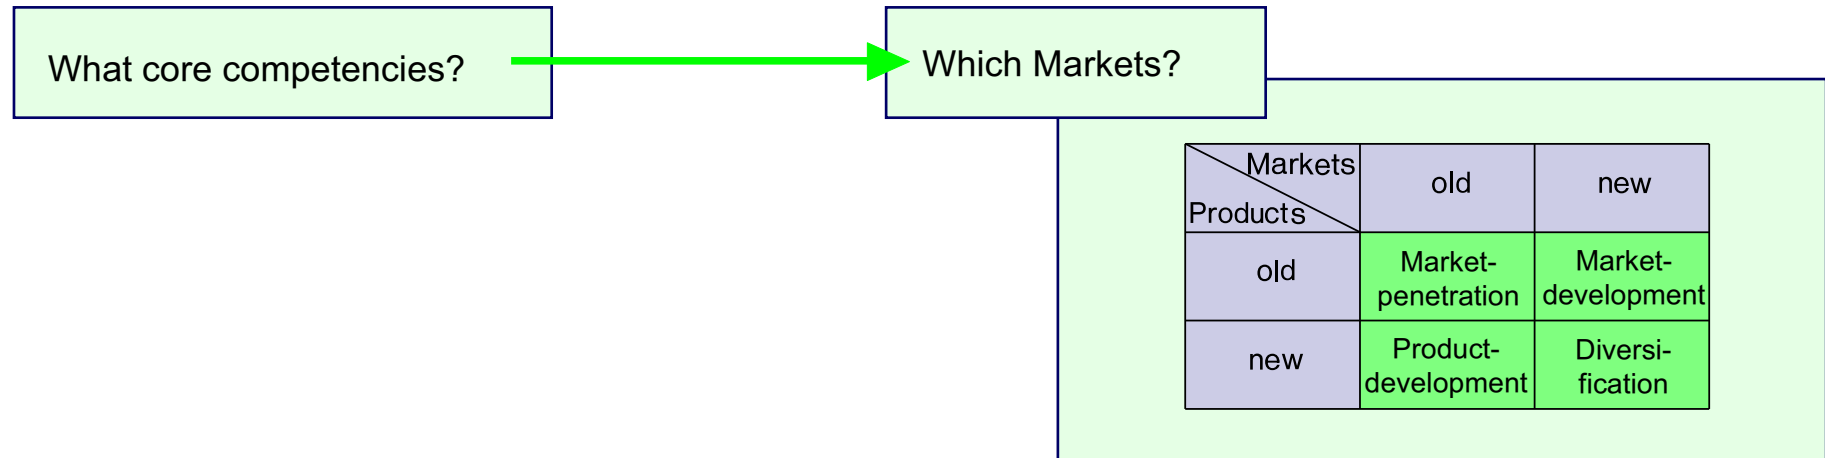 What core competencies?
Which Markets?
Markets
Products
old
new
old
Market-
penetration
Market-
development
new
Product-
development
Diversi-
fication